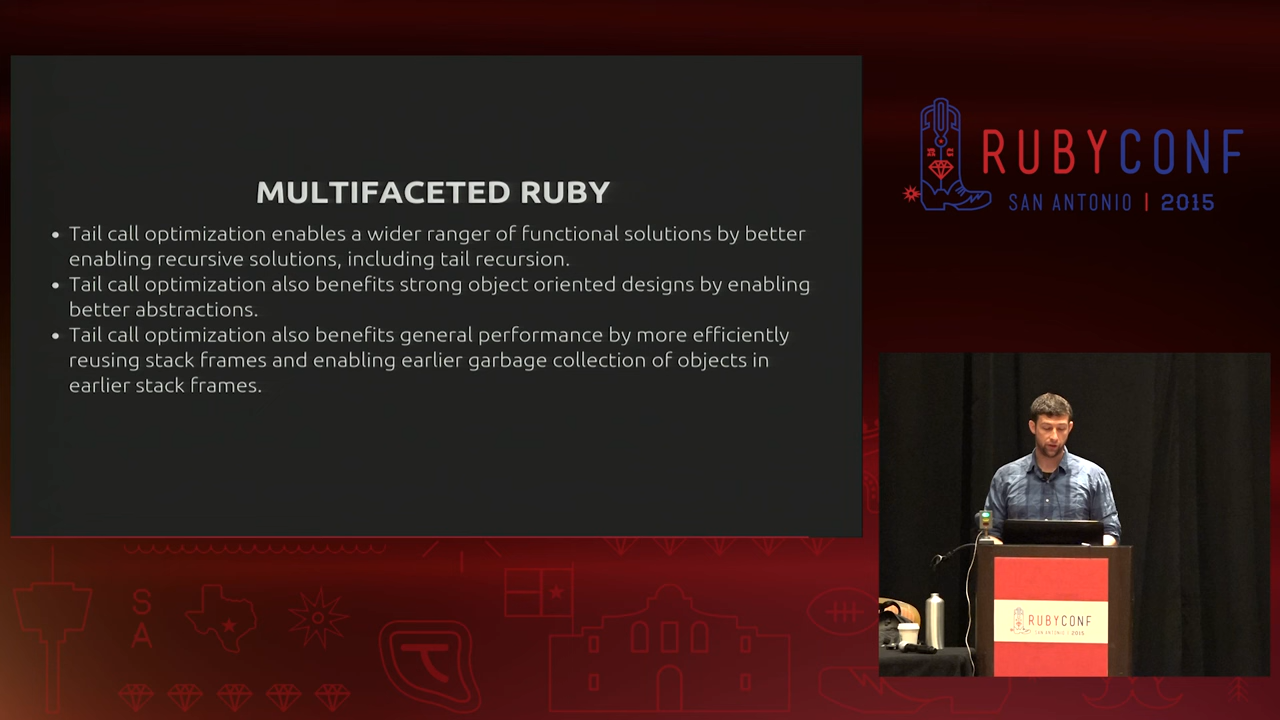 MULTIFACETED RUBY
• Tail call optimization enables a wider ranger of functional solutions by better
enabling recursive solutions, including tail recursion.
• Tail call optimization also benefits strong object oriented designs by enabling
better abstractions.
• Tail call optimization also benefits general performance by more efficiently
reusing stack frames and enabling earlier garbage collection of objects in
earlier stack frames.
RUBYCONF
SAN ANTONIO | 2015
RUBYCONF
SAN ANTONIO | 2015
S
A